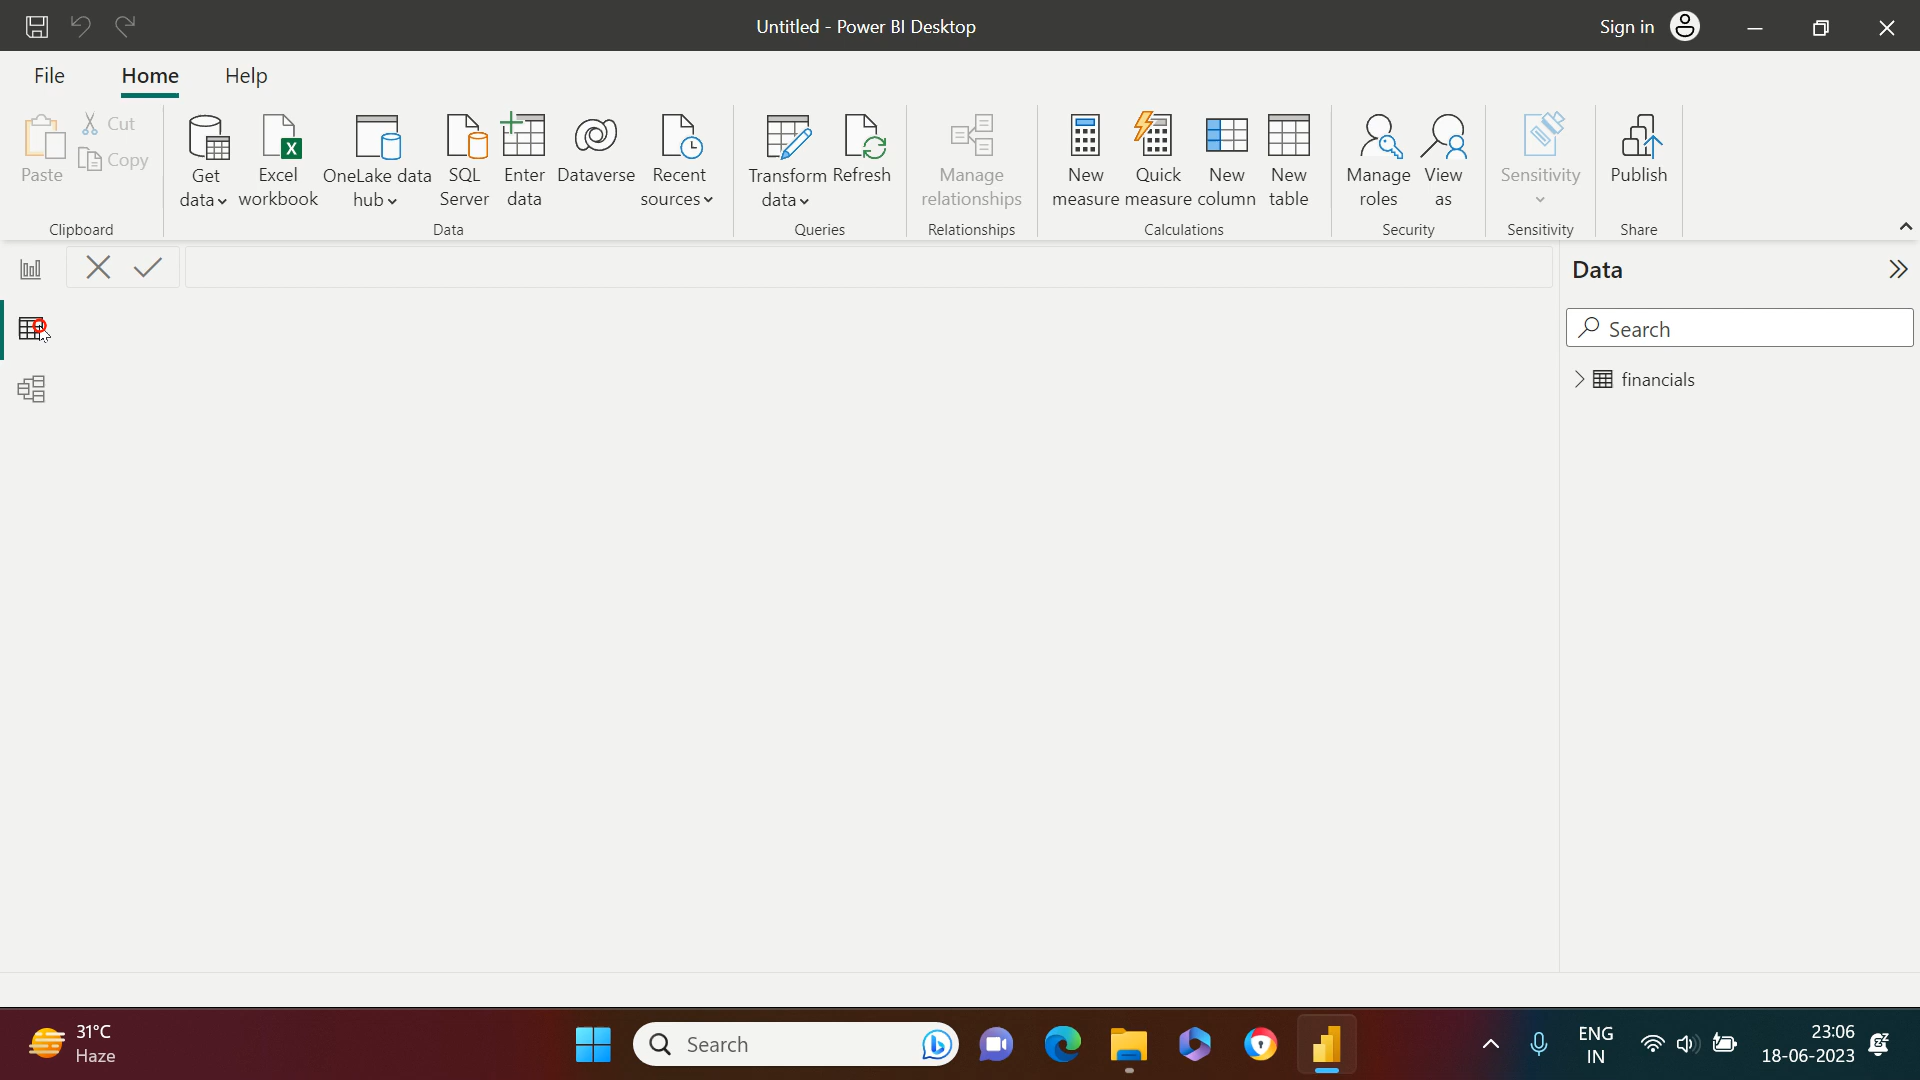 Untitled - Power BI Desktop
Sign in
File
Home
Help
Paste
Cut
Copy
Clipboard
Get data
Excel workbook
OneLake data hub
SQL Server
Enter data
Dataverse
Recent sources
Data
Transform data
Refresh
Queries
Manage relationships
Relationships
New measure
Quick measure
New column
New table
Calculations
Manage roles
View as
Security
Sensitivity
Sensitivity
Publish
Share
Data
Search
financials
31°C
Haze
Search
ENG
IN
23:06
18-06-2023